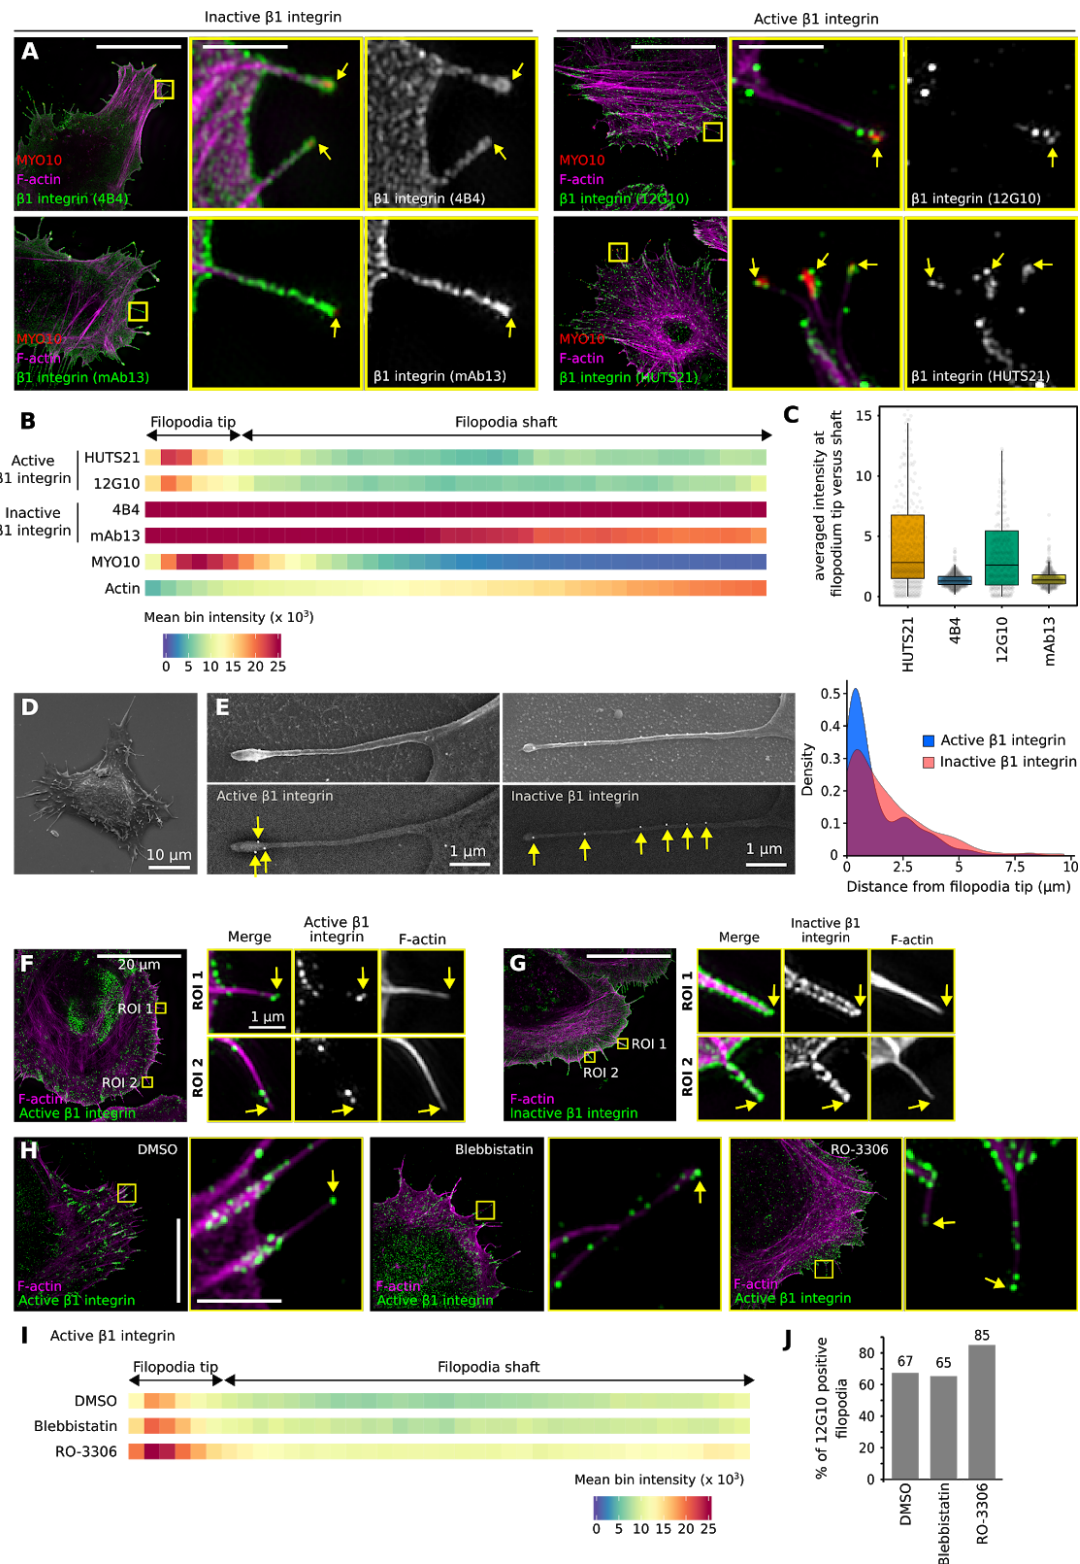 Inactive β1 integrin
Active β1 integrin
A
MYO10
F-actin
β1 integrin (4B4)
β1 integrin (4B4)
MYO10
F-actin
β1 integrin (12G10)
β1 integrin (12G10)
MYO10
F-actin
β1 integrin (mAb13)
β1 integrin (mAb13)
MYO10
F-actin
β1 integrin (HUTS21)
β1 integrin (HUTS21)
B
Filopodia tip
Filopodia shaft
Active
β1 integrin
HUTS21
12G10
Inactive
β1 integrin
4B4
mAb13
MYO10
Actin
Mean bin intensity (x 10³)
0 5 10 15 20 25
C
averaged intensity at
filopodium tip versus shaft
15
10
5
0
HUTS21
4B4
12G10
mAb13
D
10 µm
E
Active β1 integrin
1 µm
Inactive β1 integrin
1 µm
Density
0.5
0.4
0.3
0.2
0.1
0
Active β1 integrin
Inactive β1 integrin
0 2.5 5 7.5 10
Distance from filopodia tip (µm)
F
20 µm
ROI 1
ROI 2
F-actin
Active β1 integrin
Merge
Active β1
integrin
F-actin
ROI 1
1 µm
ROI 2
G
ROI 1
ROI 2
F-actin
Inactive β1 integrin
Merge
Inactive β1
integrin
F-actin
ROI 1
ROI 2
H
DMSO
F-actin
Active β1 integrin
Blebbistatin
F-actin
Active β1 integrin
RO-3306
F-actin
Active β1 integrin
I
Active β1 integrin
Filopodia tip
Filopodia shaft
DMSO
Blebbistatin
RO-3306
Mean bin intensity (x 10³)
0 5 10 15 20 25
J
% of 12G10 positive
filopodia
80
60
40
20
0
67
65
85
DMSO
Blebbistatin
RO-3306